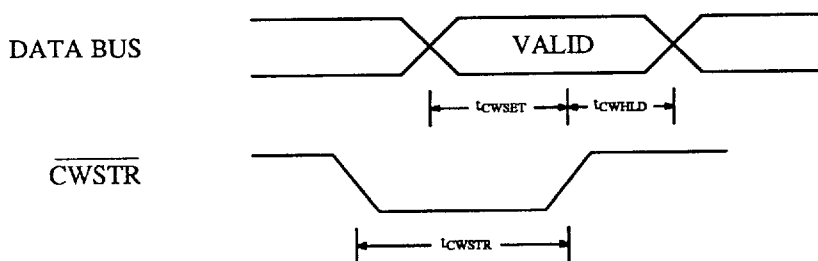 VALID
DATA BUS
tCWSET
tCWHLD
CWSTR
tCWSTR